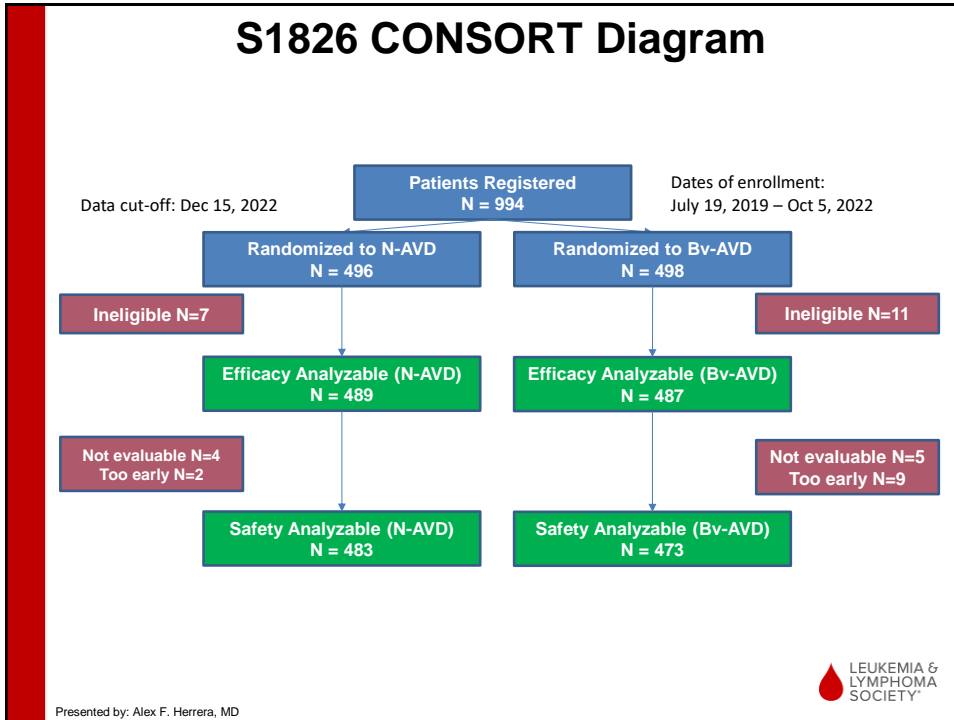 S1826 CONSORT Diagram
Patients Registered
N = 994
Data cut-off: Dec 15, 2022
Dates of enrollment:
July 19, 2019 – Oct 5, 2022
Randomized to N-AVD
N = 496
Randomized to Bv-AVD
N = 498
Ineligible N=7
Ineligible N=11
Efficacy Analyzable (N-AVD)
N = 489
Efficacy Analyzable (Bv-AVD)
N = 487
Not evaluable N=4
Too early N=2
Not evaluable N=5
Too early N=9
Safety Analyzable (N-AVD)
N = 483
Safety Analyzable (Bv-AVD)
N = 473
LEUKEMIA &
LYMPHOMA
SOCIETY®
Presented by: Alex F. Herrera, MD